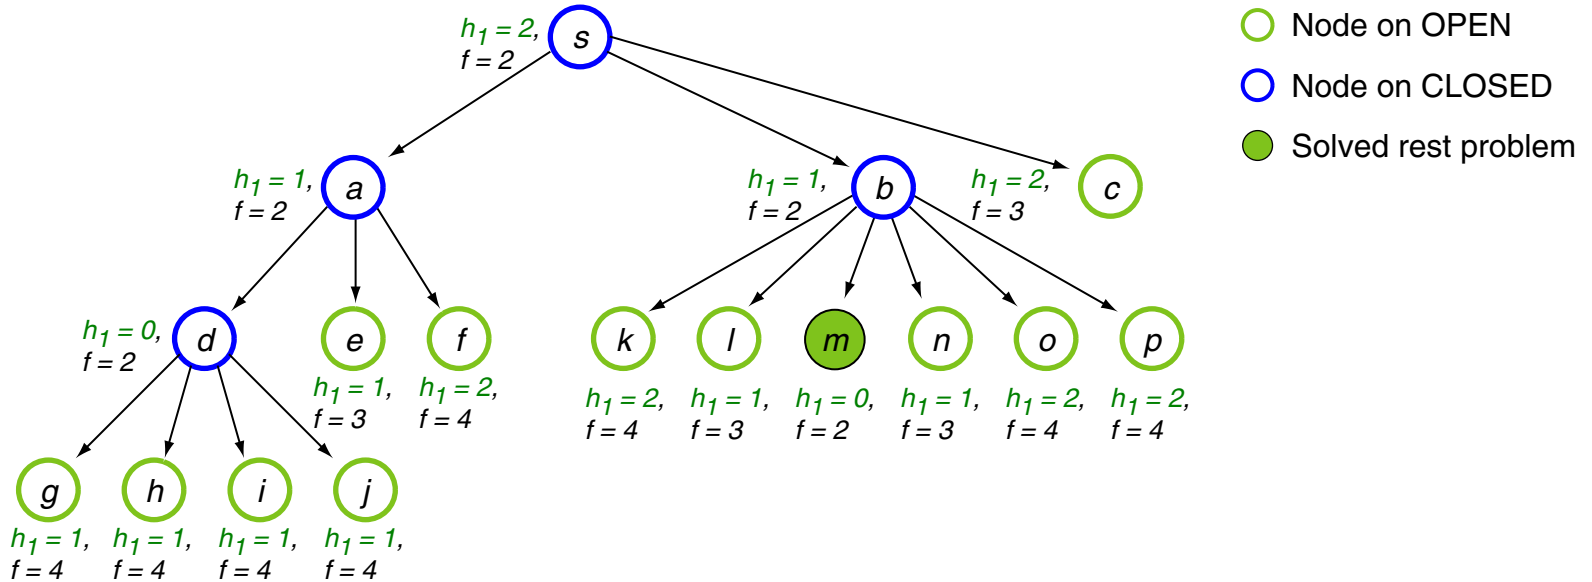 h1 = 2,
f = 2
s
Node on OPEN
Node on CLOSED
Solved rest problem
h1 = 1,
f = 2
a
h1 = 1,
f = 2
b
h1 = 2,
f = 3
c
h1 = 0,
f = 2
d
e
f
k
l
m
n
o
p
h1 = 1,
f = 3
h1 = 2,
f = 4
h1 = 2,
f = 4
h1 = 1,
f = 3
h1 = 0,
f = 2
h1 = 1,
f = 3
h1 = 2,
f = 4
h1 = 2,
f = 4
g
h
i
j
h1 = 1,
f = 4
h1 = 1,
f = 4
h1 = 1,
f = 4
h1 = 1,
f = 4